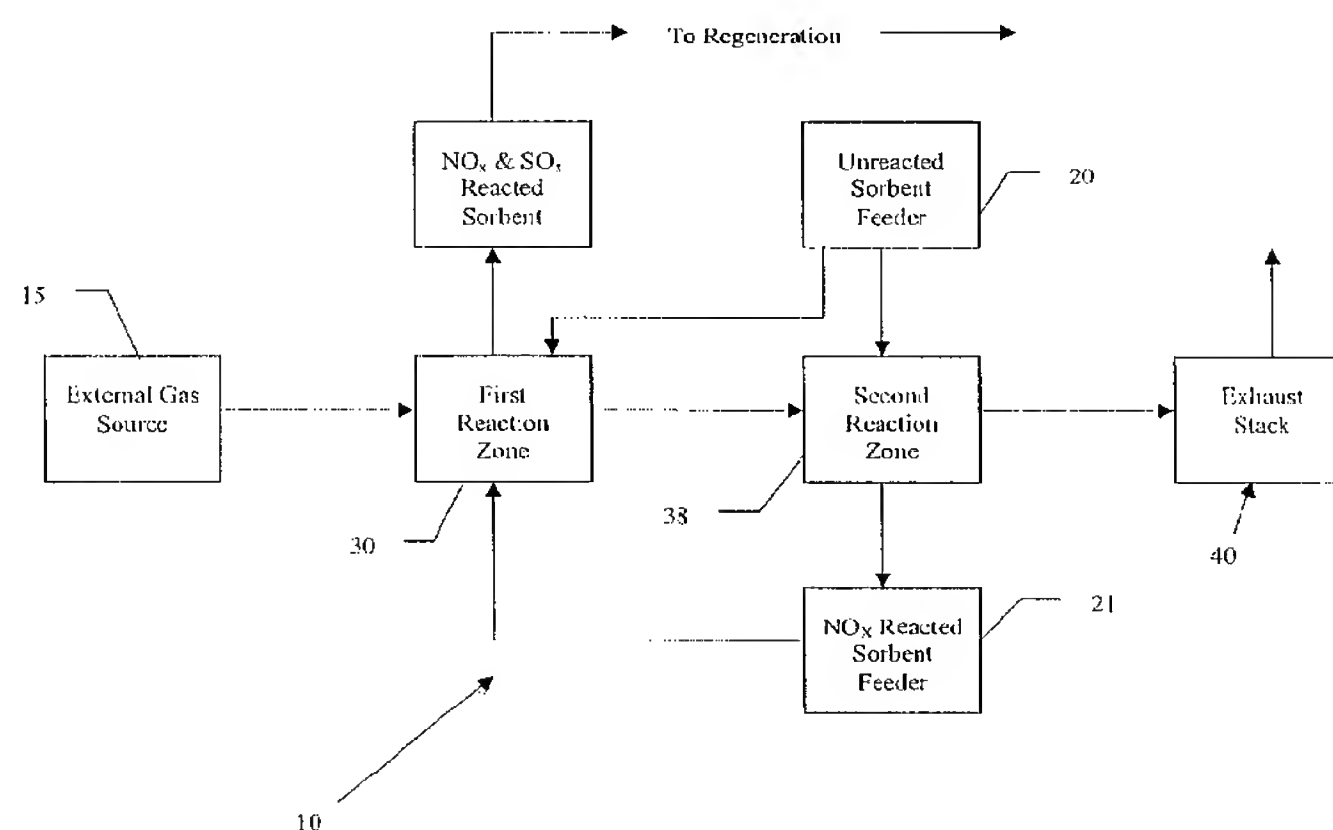 To Regeneration
NOx & SOx
Reacted
Sorbent
Unreacted
Sorbent
Feeder
20
15
External Gas
Source
First
Reaction
Zone
Second
Reaction
Zone
Exhaust
Stack
30
38
40
21
NOX Reacted
Sorbent
Feeder
10